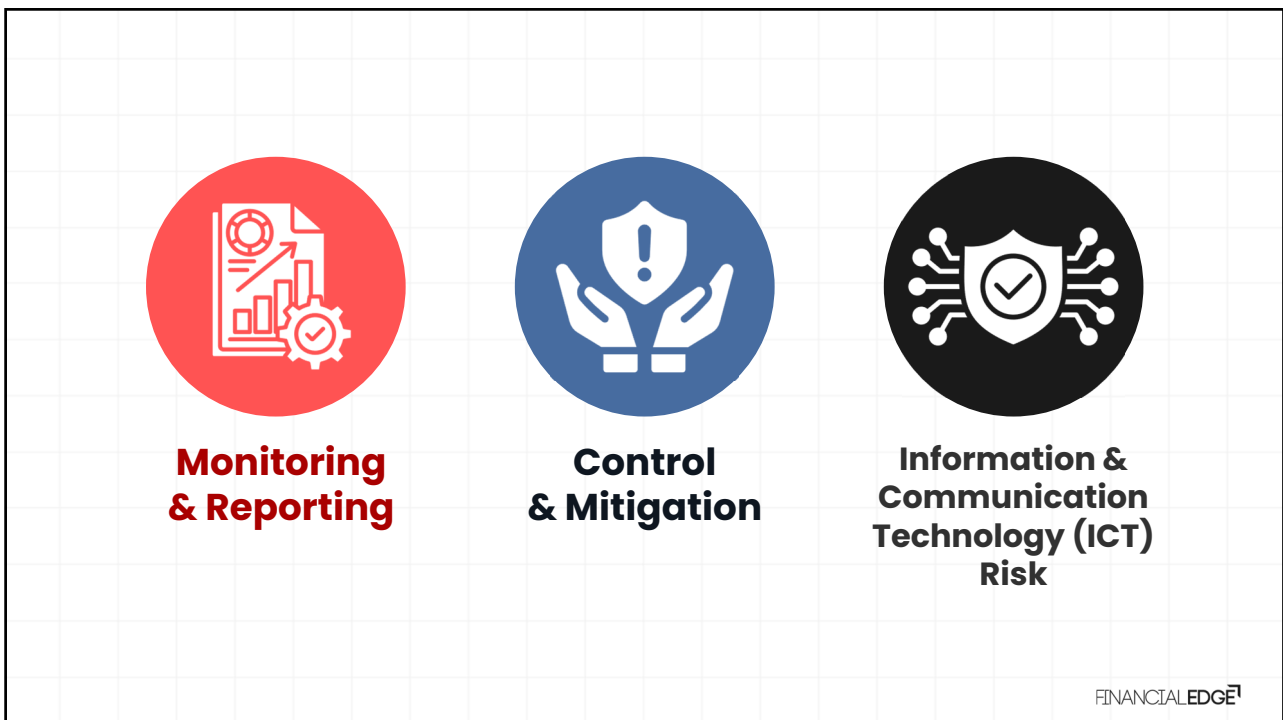 Monitoring
& Reporting
Control
& Mitigation
Information &
Communication
Technology (ICT)
Risk
FINANCIALEDGE